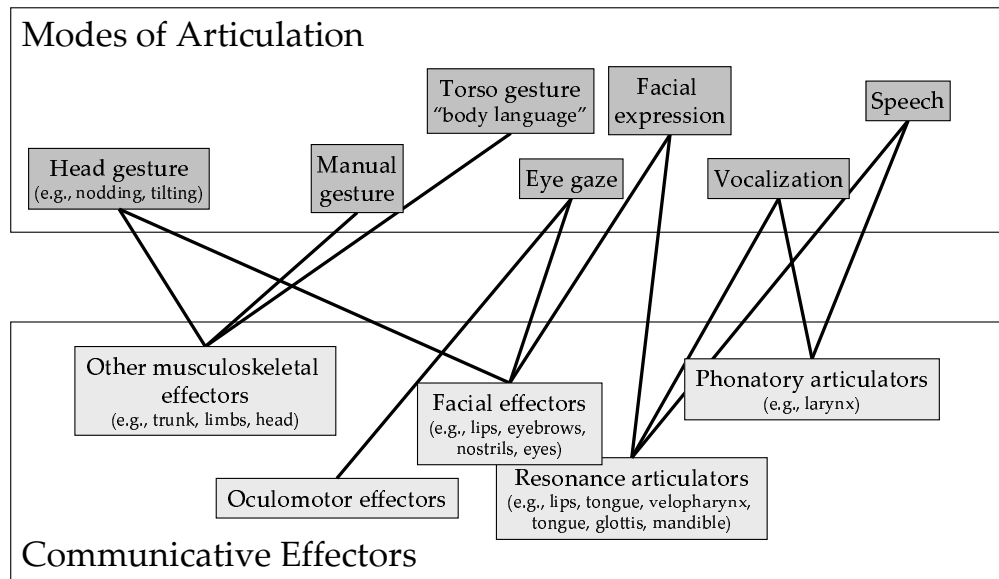 Modes of Articulation
Torso gesture
“body language”
Facial
expression
Speech
Head gesture
(e.g., nodding, tilting)
Manual
gesture
Eye gaze
Vocalization
Other musculoskeletal
effectors
(e.g., trunk, limbs, head)
Facial effectors
(e.g., lips, eyebrows,
nostrils, eyes)
Phonatory articulators
(e.g., larynx)
Oculomotor effectors
Resonance articulators
(e.g., lips, tongue, velopharynx,
tongue, glottis, mandible)
Communicative Effectors